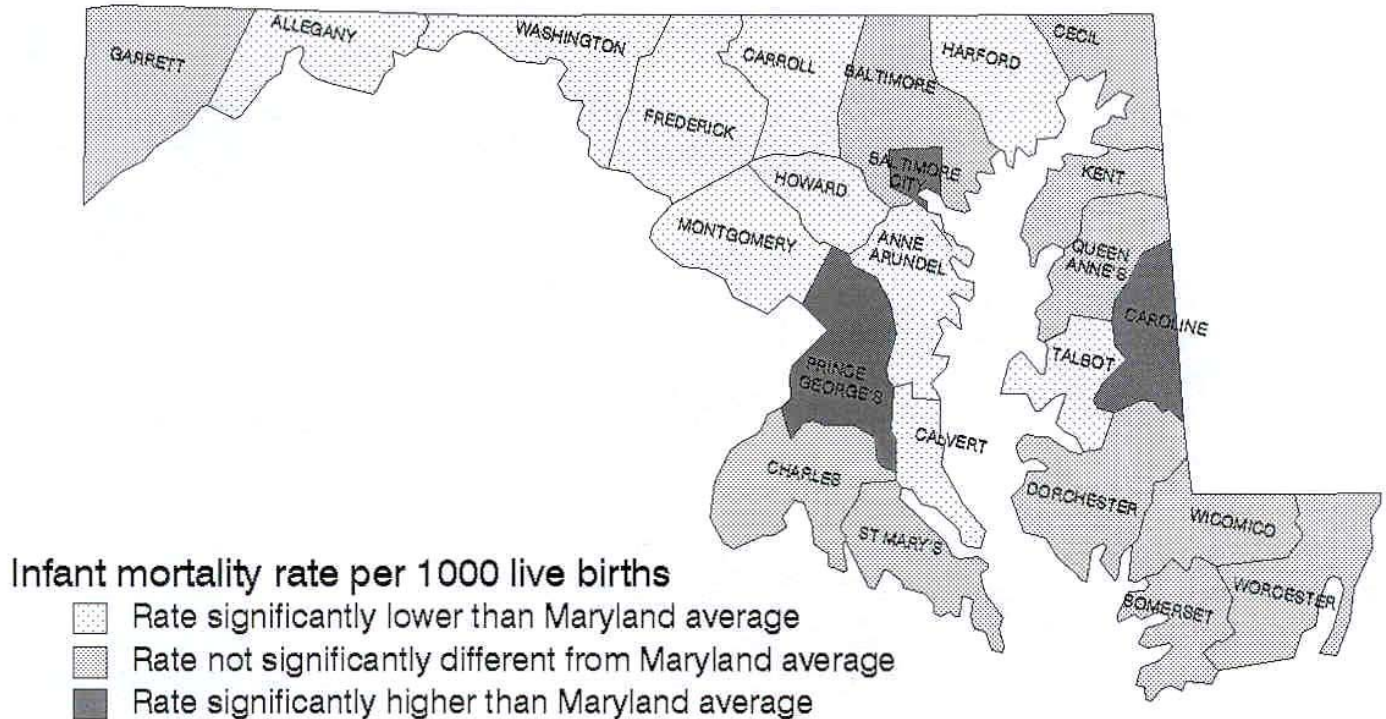 GARRETT
ALLEGANY
WASHINGTON
FREDERICK
CARROLL
BALTIMORE
HARFORD
CECIL
BALTIMORE
CITY
HOWARD
MONTGOMERY
ANNE
ARUNDEL
KENT
QUEEN
ANNE'S
CAROLINE
TALBOT
PRINCE
GEORGE'S
CALVERT
CHARLES
ST MARY'S
DORCHESTER
WICOMICO
WORCESTER
SOMERSET
Infant mortality rate per 1000 live births
Rate significantly lower than Maryland average
Rate not significantly different from Maryland average
Rate significantly higher than Maryland average